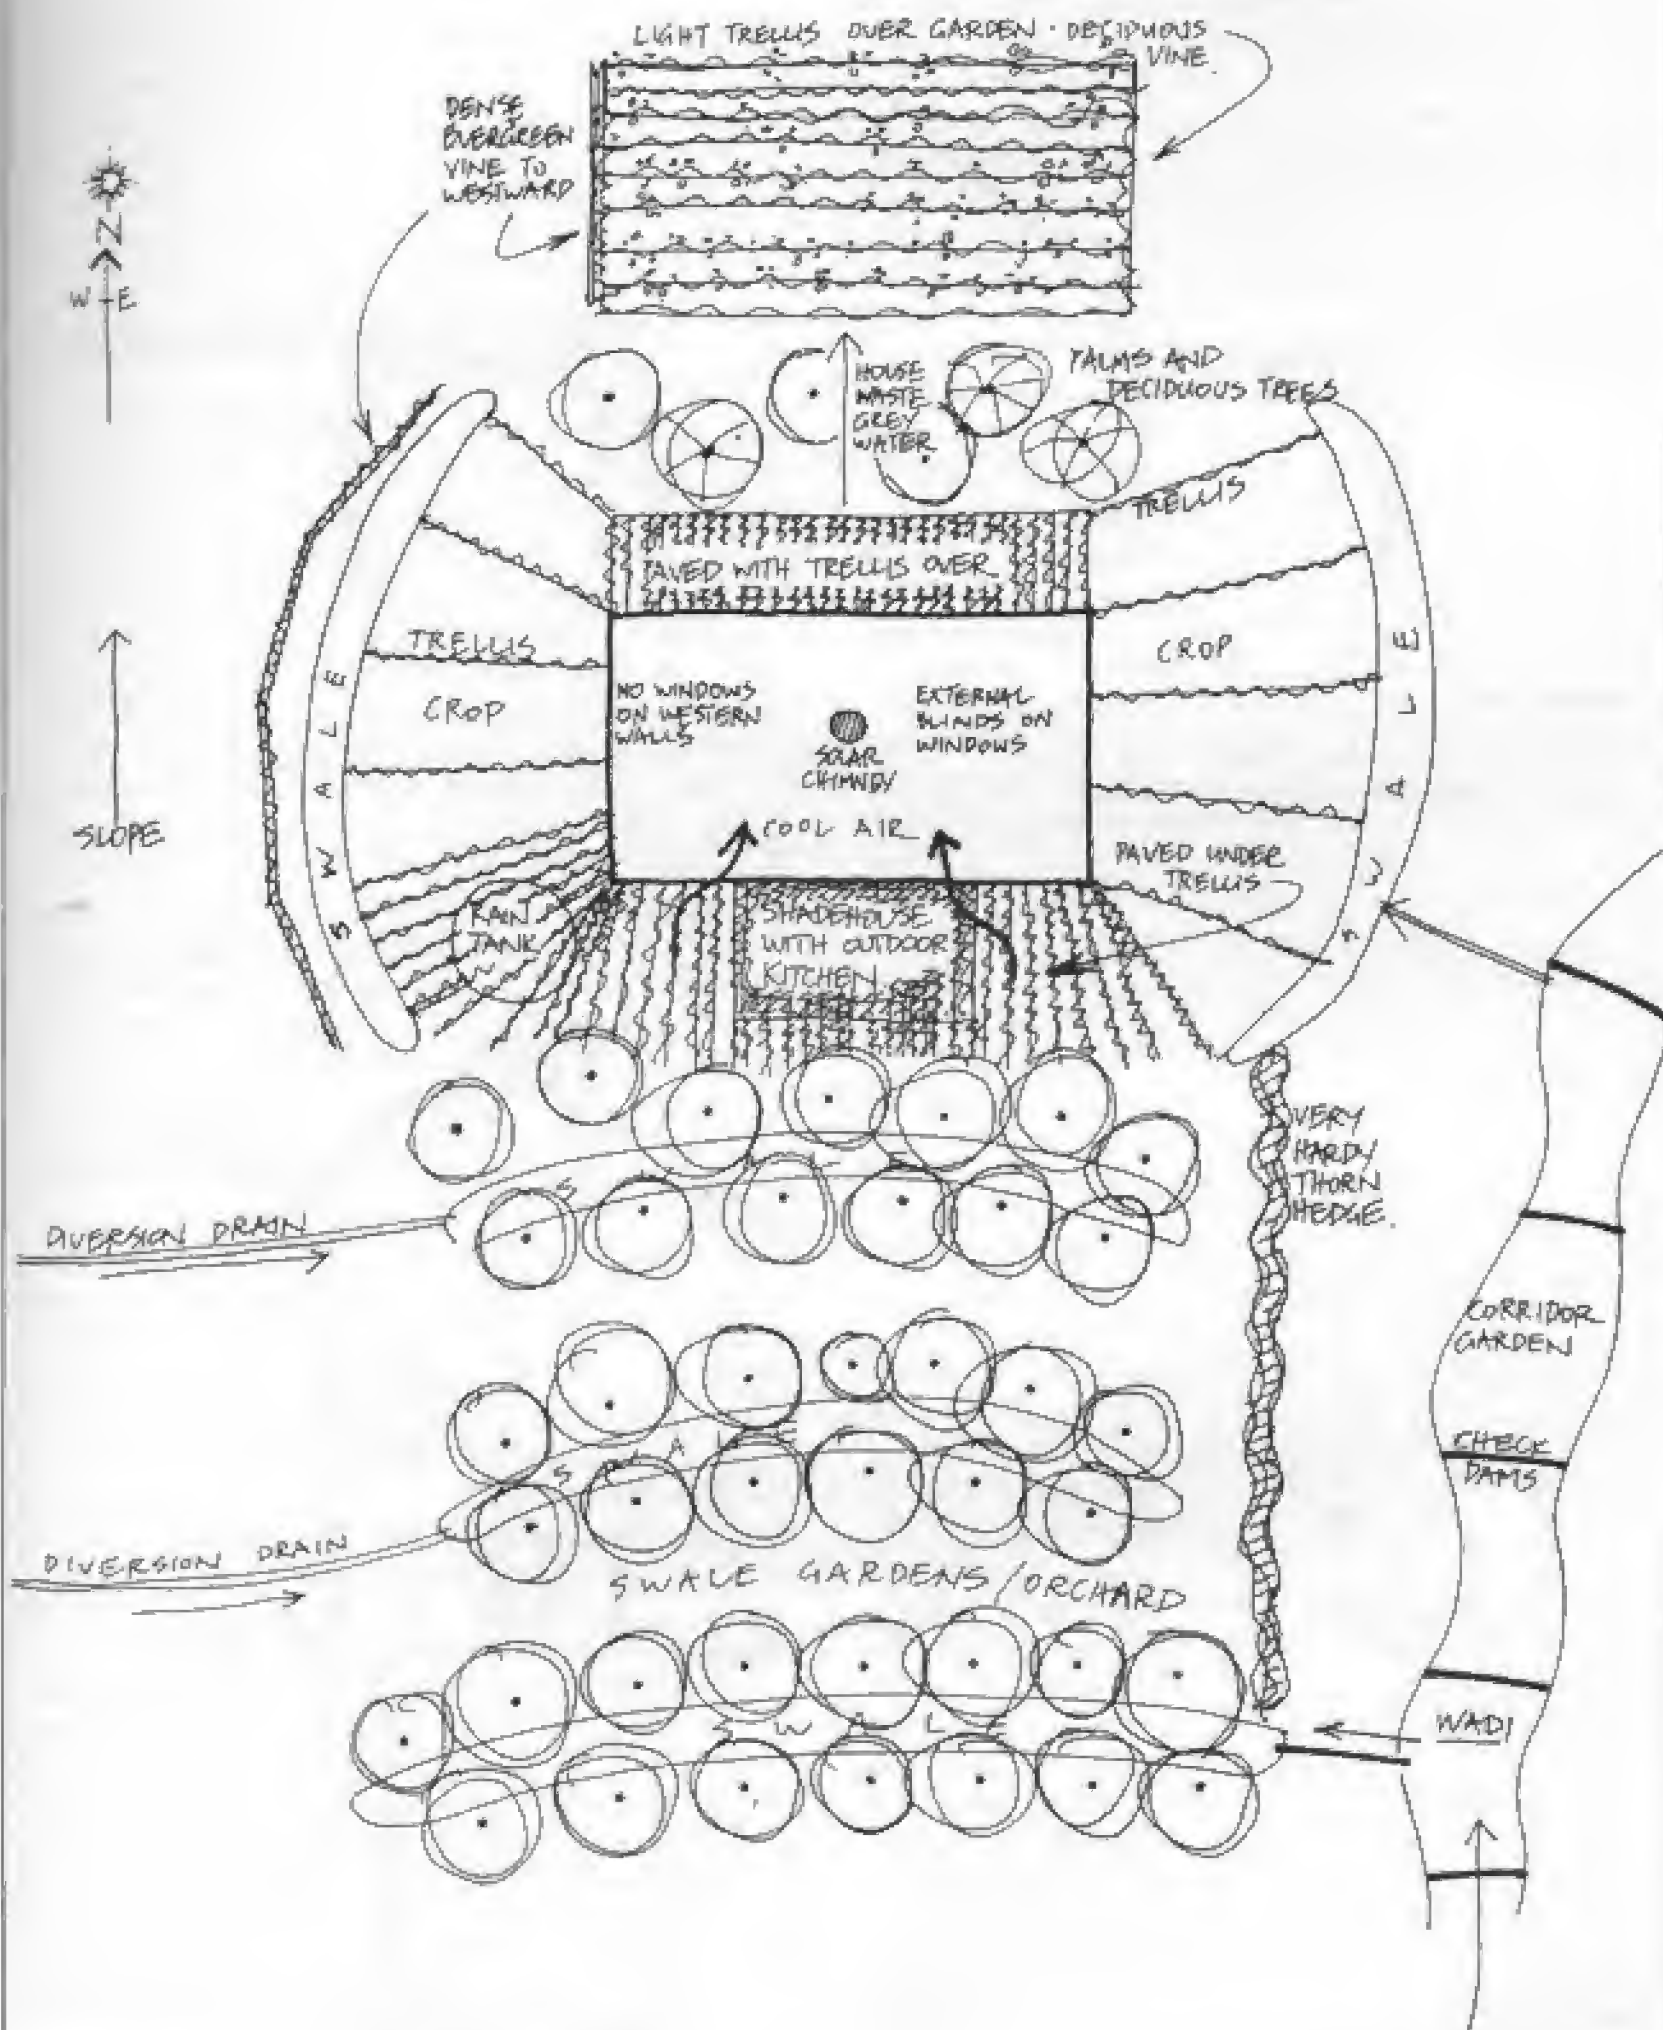 LIGHT TRELLIS OVER GARDEN · DECIDUOUS
VINE.
DENSE
EVERGREEN
VINE TO
WESTWARD
N
W E
PALMS AND
DECIDUOUS TREES
HOUSE
WASTE
GREY
WATER
TRELLIS
PAVED WITH TRELLIS OVER
TRELLIS
CROP
CROP
SWALE
SWALE
NO WINDOWS
ON WESTERN
WALLS
EXTERNAL
BLINDS ON
WINDOWS
SOLAR
CHIMNEY
COOL AIR
SLOPE
PAVED UNDER
TRELLIS
RAIN
TANK
SHADEHOUSE
WITH OUTDOOR
KITCHEN
VERY
HARDY
THORN
HEDGE.
DIVERSION DRAIN
CORRIDOR
GARDEN
SWALE
CHECK
DAMS
DIVERSION DRAIN
SWALE GARDENS/ORCHARD
SWALE
WADI